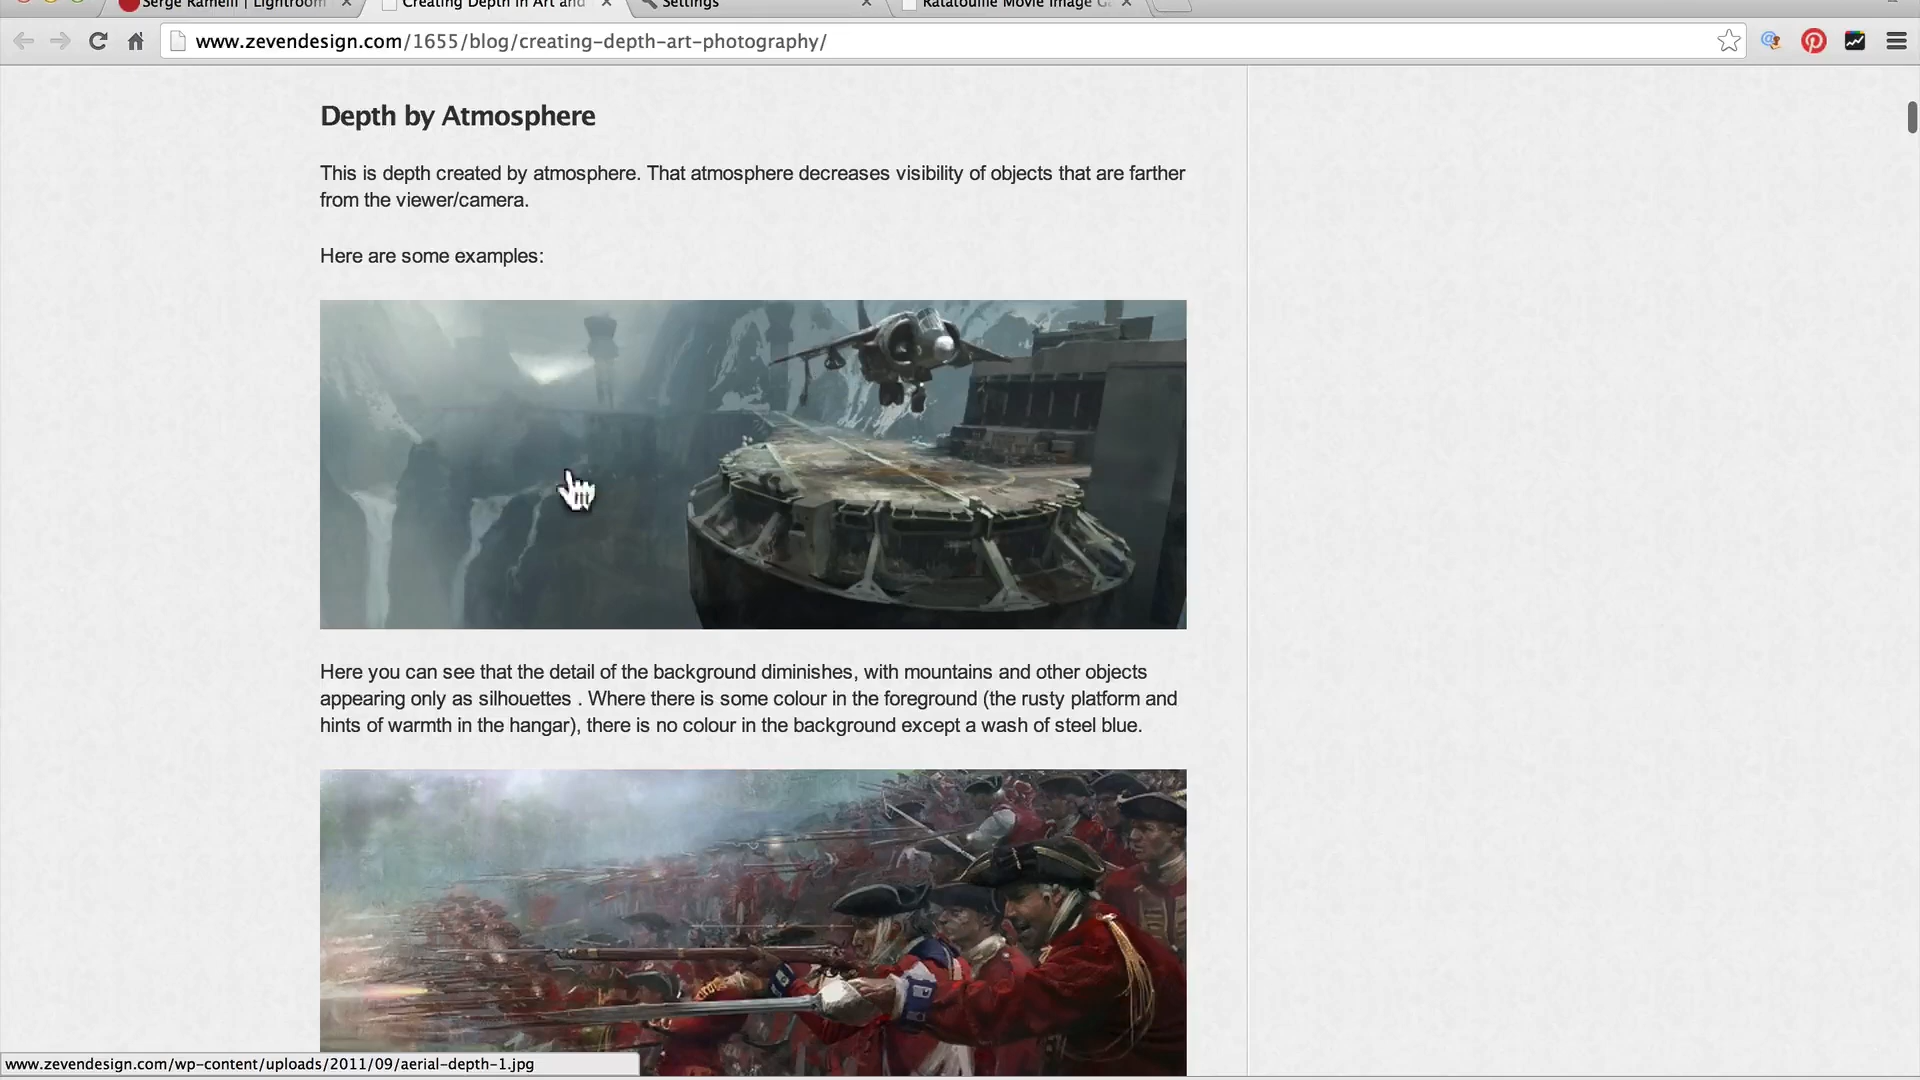 Serge Ramelli | Lightroom
Creating Depth in Art and
Settings
Ratatouille Movie Image Ga
www.zevendesign.com/1655/blog/creating-depth-art-photography/
Depth by Atmosphere
This is depth created by atmosphere. That atmosphere decreases visibility of objects that are farther
from the viewer/camera.
Here are some examples:
Here you can see that the detail of the background diminishes, with mountains and other objects
appearing only as silhouettes . Where there is some colour in the foreground (the rusty platform and
hints of warmth in the hangar), there is no colour in the background except a wash of steel blue.
www.zevendesign.com/wp-content/uploads/2011/09/aerial-depth-1.jpg